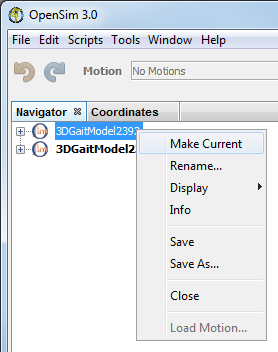 OpenSim 3.0
File Edit Scripts Tools Window Help
Motion No Motions
Navigator Coordinates
3DGaitModel2392
3DGaitModel2
Make Current
Rename...
Display
Info
Save
Save As...
Close
Load Motion...